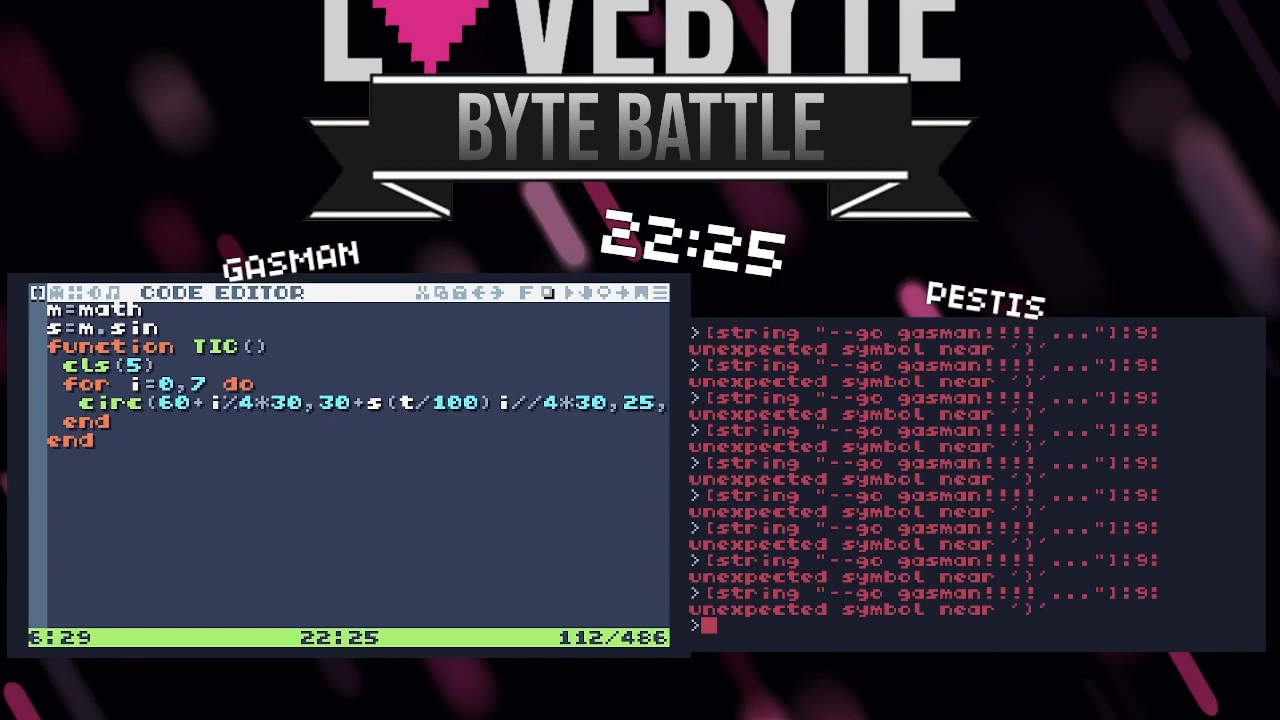 LOVEBYTE
BYTE BATTLE
22:25
GASMAN
PESTIS
CODE EDITOR
m=math
s=m.sin
function TIC()
cls(5)
for i=0,7 do
circ(60+i%4*30,30+s(t/100)i//4*30,25,
end
end
6:29 22:25 112/486
>[string "--go gasman!!!! ..."]:9:
unexpected symbol near ')'
>[string "--go gasman!!!! ..."]:9:
unexpected symbol near ')'
>[string "--go gasman!!!! ..."]:9:
unexpected symbol near ')'
>[string "--go gasman!!!! ..."]:9:
unexpected symbol near ')'
>[string "--go gasman!!!! ..."]:9:
unexpected symbol near ')'
>[string "--go gasman!!!! ..."]:9:
unexpected symbol near ')'
>[string "--go gasman!!!! ..."]:9:
unexpected symbol near ')'
>[string "--go gasman!!!! ..."]:9:
unexpected symbol near ')'
>[string "--go gasman!!!! ..."]:9:
unexpected symbol near ')'
>